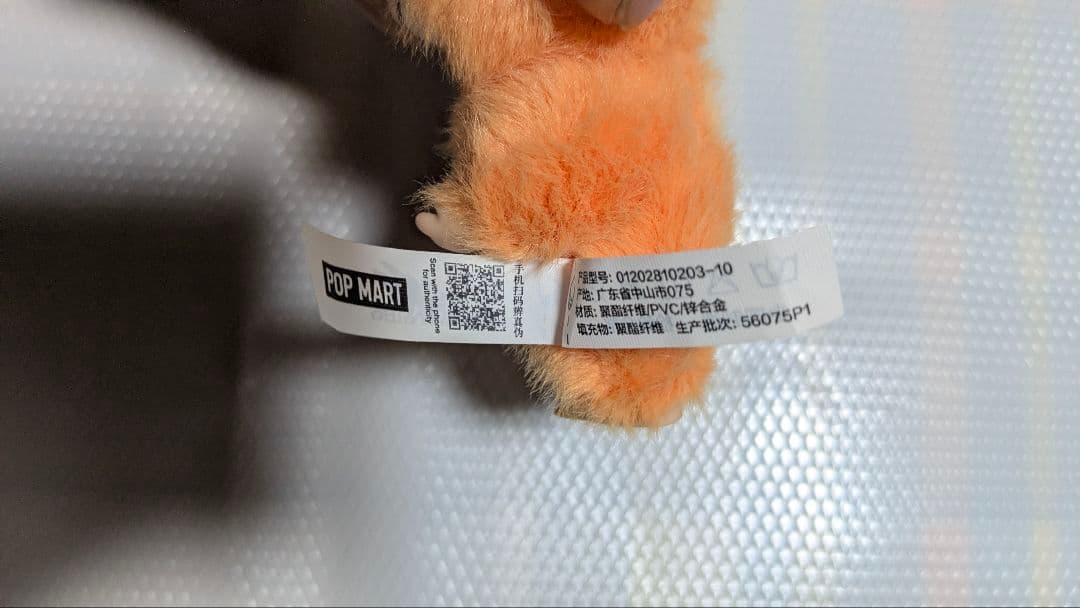 POP MART
Scan with the phone
for authenticity
手机扫码辨真伪
产品型号: 01202810203-10
产地: 广东省中山市075
材质: 聚酯纤维/PVC/锌合金
填充物: 聚酯纤维 生产批次: 56075P1